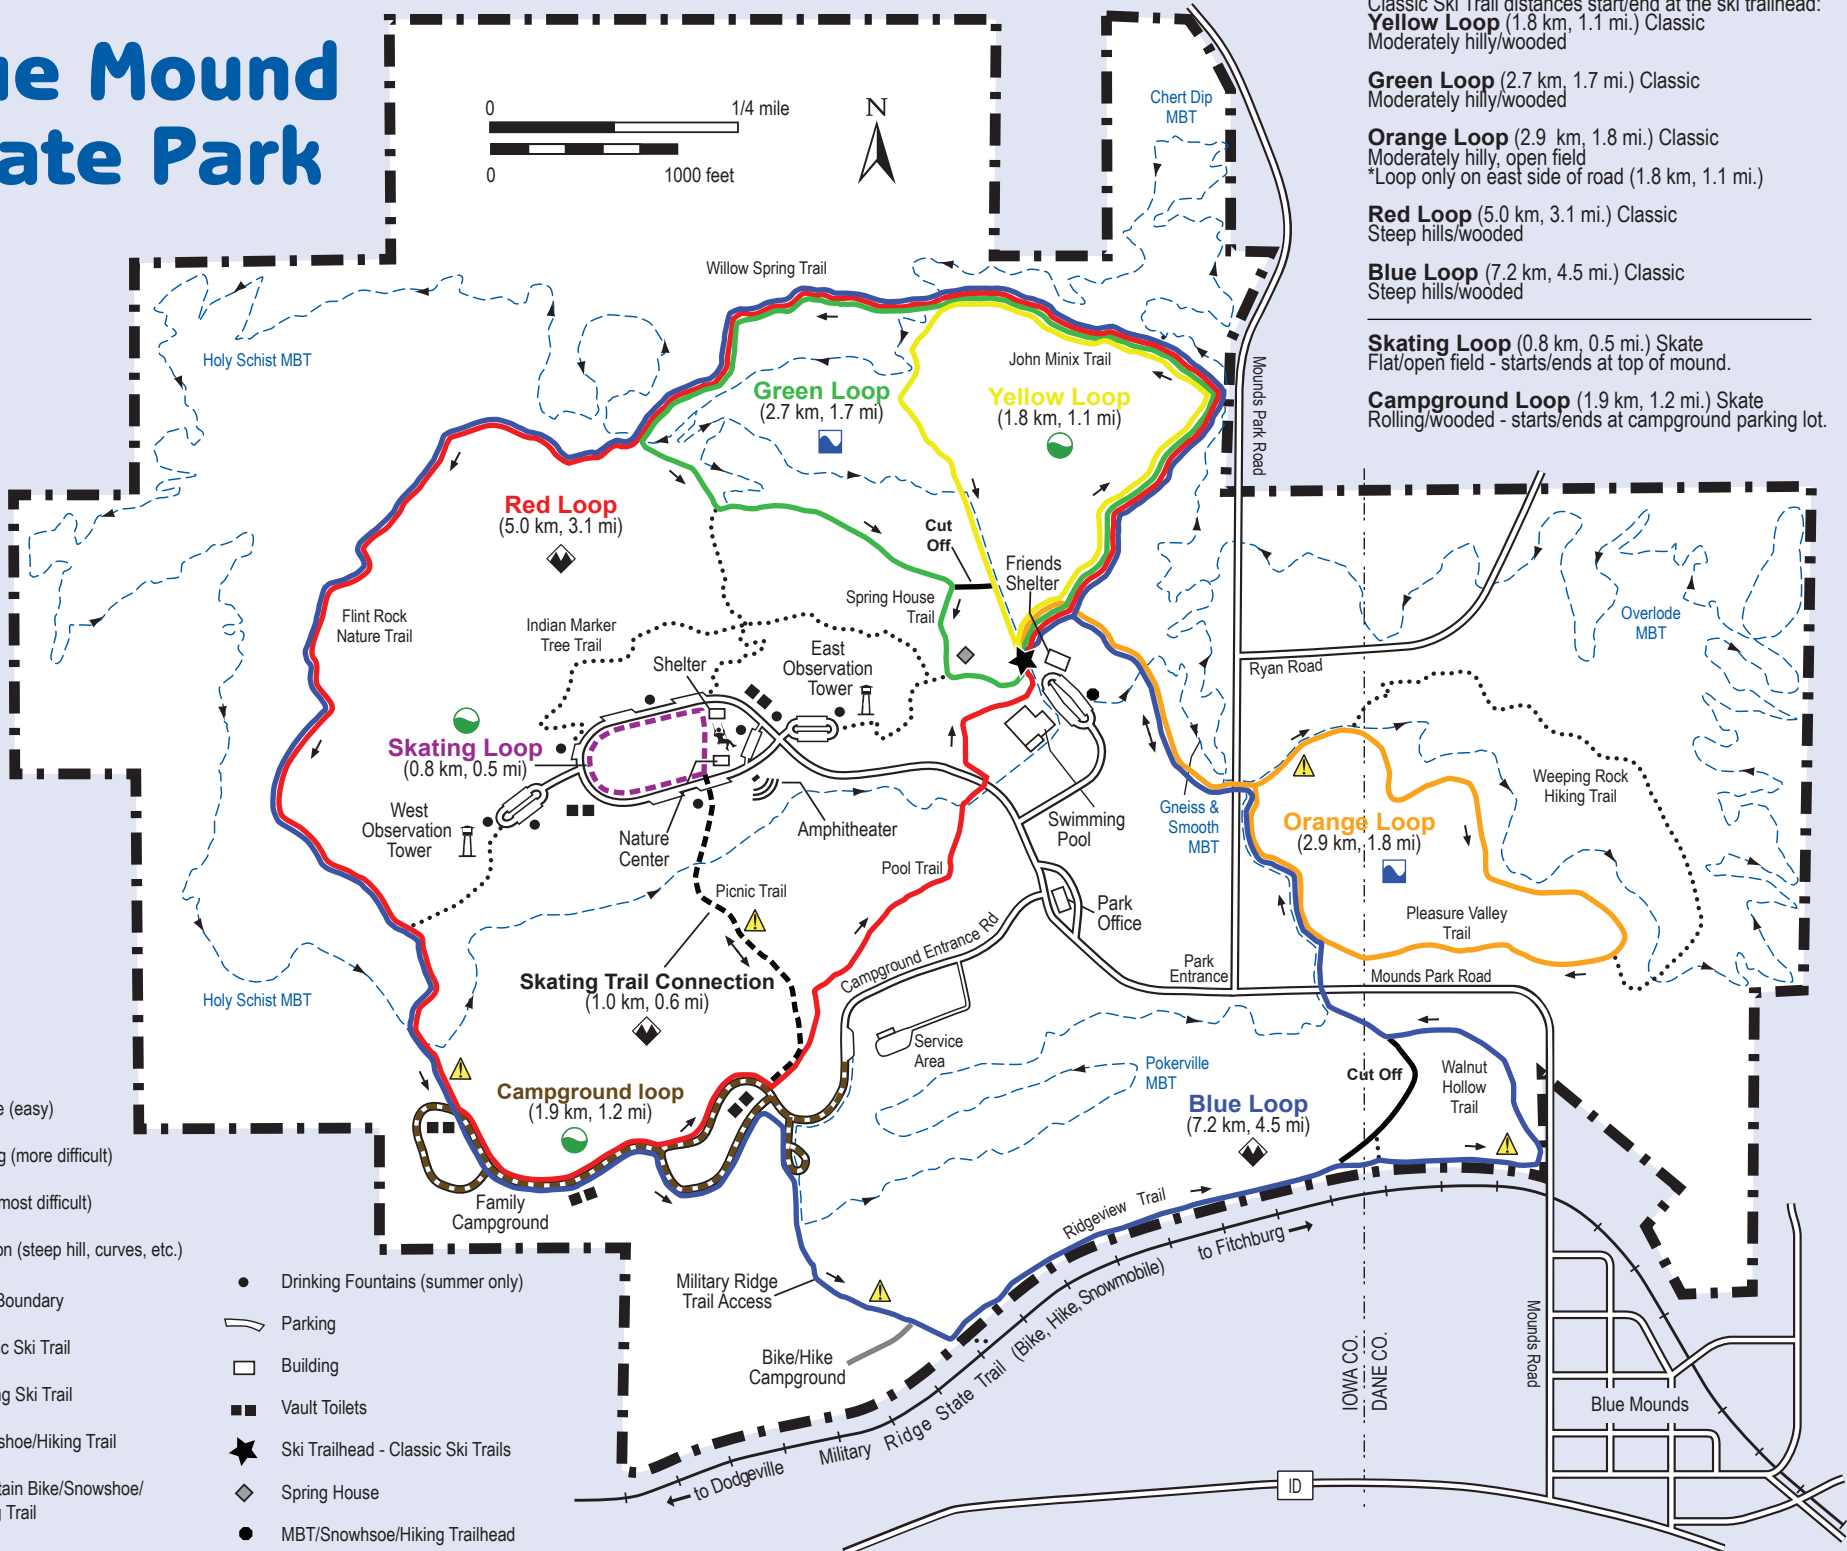 ue Mound
ate Park
0
1/4 mile
0
1000 feet
N
Classic Ski Trail distances start/end at the ski trailhead:
Yellow Loop (1.8 km, 1.1 mi.) Classic
Moderately hilly/wooded
Green Loop (2.7 km, 1.7 mi.) Classic
Moderately hilly/wooded
Orange Loop (2.9 km, 1.8 mi.) Classic
Moderately hilly, open field
*Loop only on east side of road (1.8 km, 1.1 mi.)
Red Loop (5.0 km, 3.1 mi.) Classic
Steep hills/wooded
Blue Loop (7.2 km, 4.5 mi.) Classic
Steep hills/wooded
Skating Loop (0.8 km, 0.5 mi.) Skate
Flat/open field - starts/ends at top of mound.
Campground Loop (1.9 km, 1.2 mi.) Skate
Rolling/wooded - starts/ends at campground parking lot.
Chert Dip
MBT
Willow Spring Trail
Holy Schist MBT
John Minix Trail
Mounds Park Road
Green Loop
(2.7 km, 1.7 mi)
Yellow Loop
(1.8 km, 1.1 mi)
Red Loop
(5.0 km, 3.1 mi)
Cut
Off
Friends
Shelter
Spring House
Trail
Flint Rock
Nature Trail
Indian Marker
Tree Trail
Shelter
East
Observation
Tower
Overlode
MBT
Ryan Road
Skating Loop
(0.8 km, 0.5 mi)
West
Observation
Tower
Nature
Center
Amphitheater
Swimming
Pool
Gneiss &
Smooth
MBT
Weeping Rock
Hiking Trail
Orange Loop
(2.9 km, 1.8 mi)
Pool Trail
Picnic Trail
Park
Office
Pleasure Valley
Trail
Campground Entrance Rd
Park
Entrance
Mounds Park Road
Skating Trail Connection
(1.0 km, 0.6 mi)
Holy Schist MBT
Service
Area
Pokerville
MBT
Cut Off
Walnut
Hollow
Trail
Campground loop
(1.9 km, 1.2 mi)
Blue Loop
(7.2 km, 4.5 mi)
Family
Campground
Ridgeview Trail
to Fitchburg
Military Ridge
Trail Access
Bike/Hike
Campground
Military Ridge State Trail (Bike, Hike, Snowmobile)
to Dodgeville
IOWA CO.
DANE CO.
Mounds Road
Blue Mounds
ID
e (easy)
g (more difficult)
most difficult)
on (steep hill, curves, etc.)
Boundary
c Ski Trail
ng Ski Trail
shoe/Hiking Trail
tain Bike/Snowshoe/
g Trail
Drinking Fountains (summer only)
Parking
Building
Vault Toilets
Ski Trailhead - Classic Ski Trails
Spring House
MBT/Snowhsoe/Hiking Trailhead